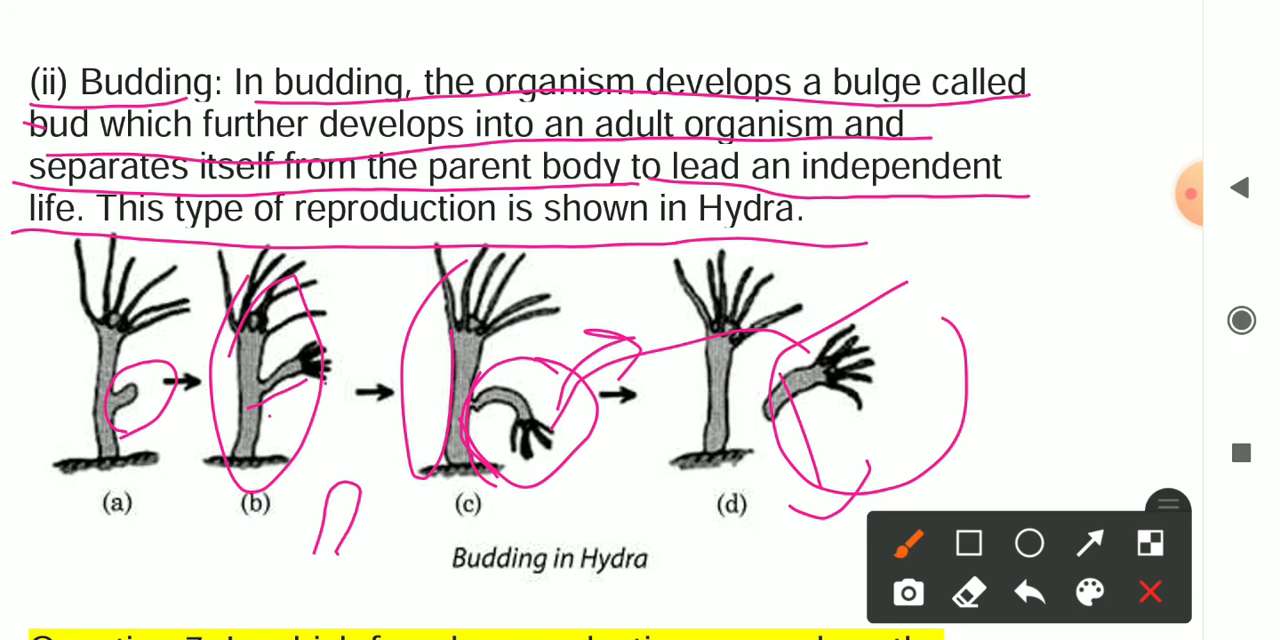 (ii) Budding: In budding, the organism develops a bulge called
bud which further develops into an adult organism and
separates itself from the parent body to lead an independent
life. This type of reproduction is shown in Hydra.
(a) (b) (c) (d)
Budding in Hydra